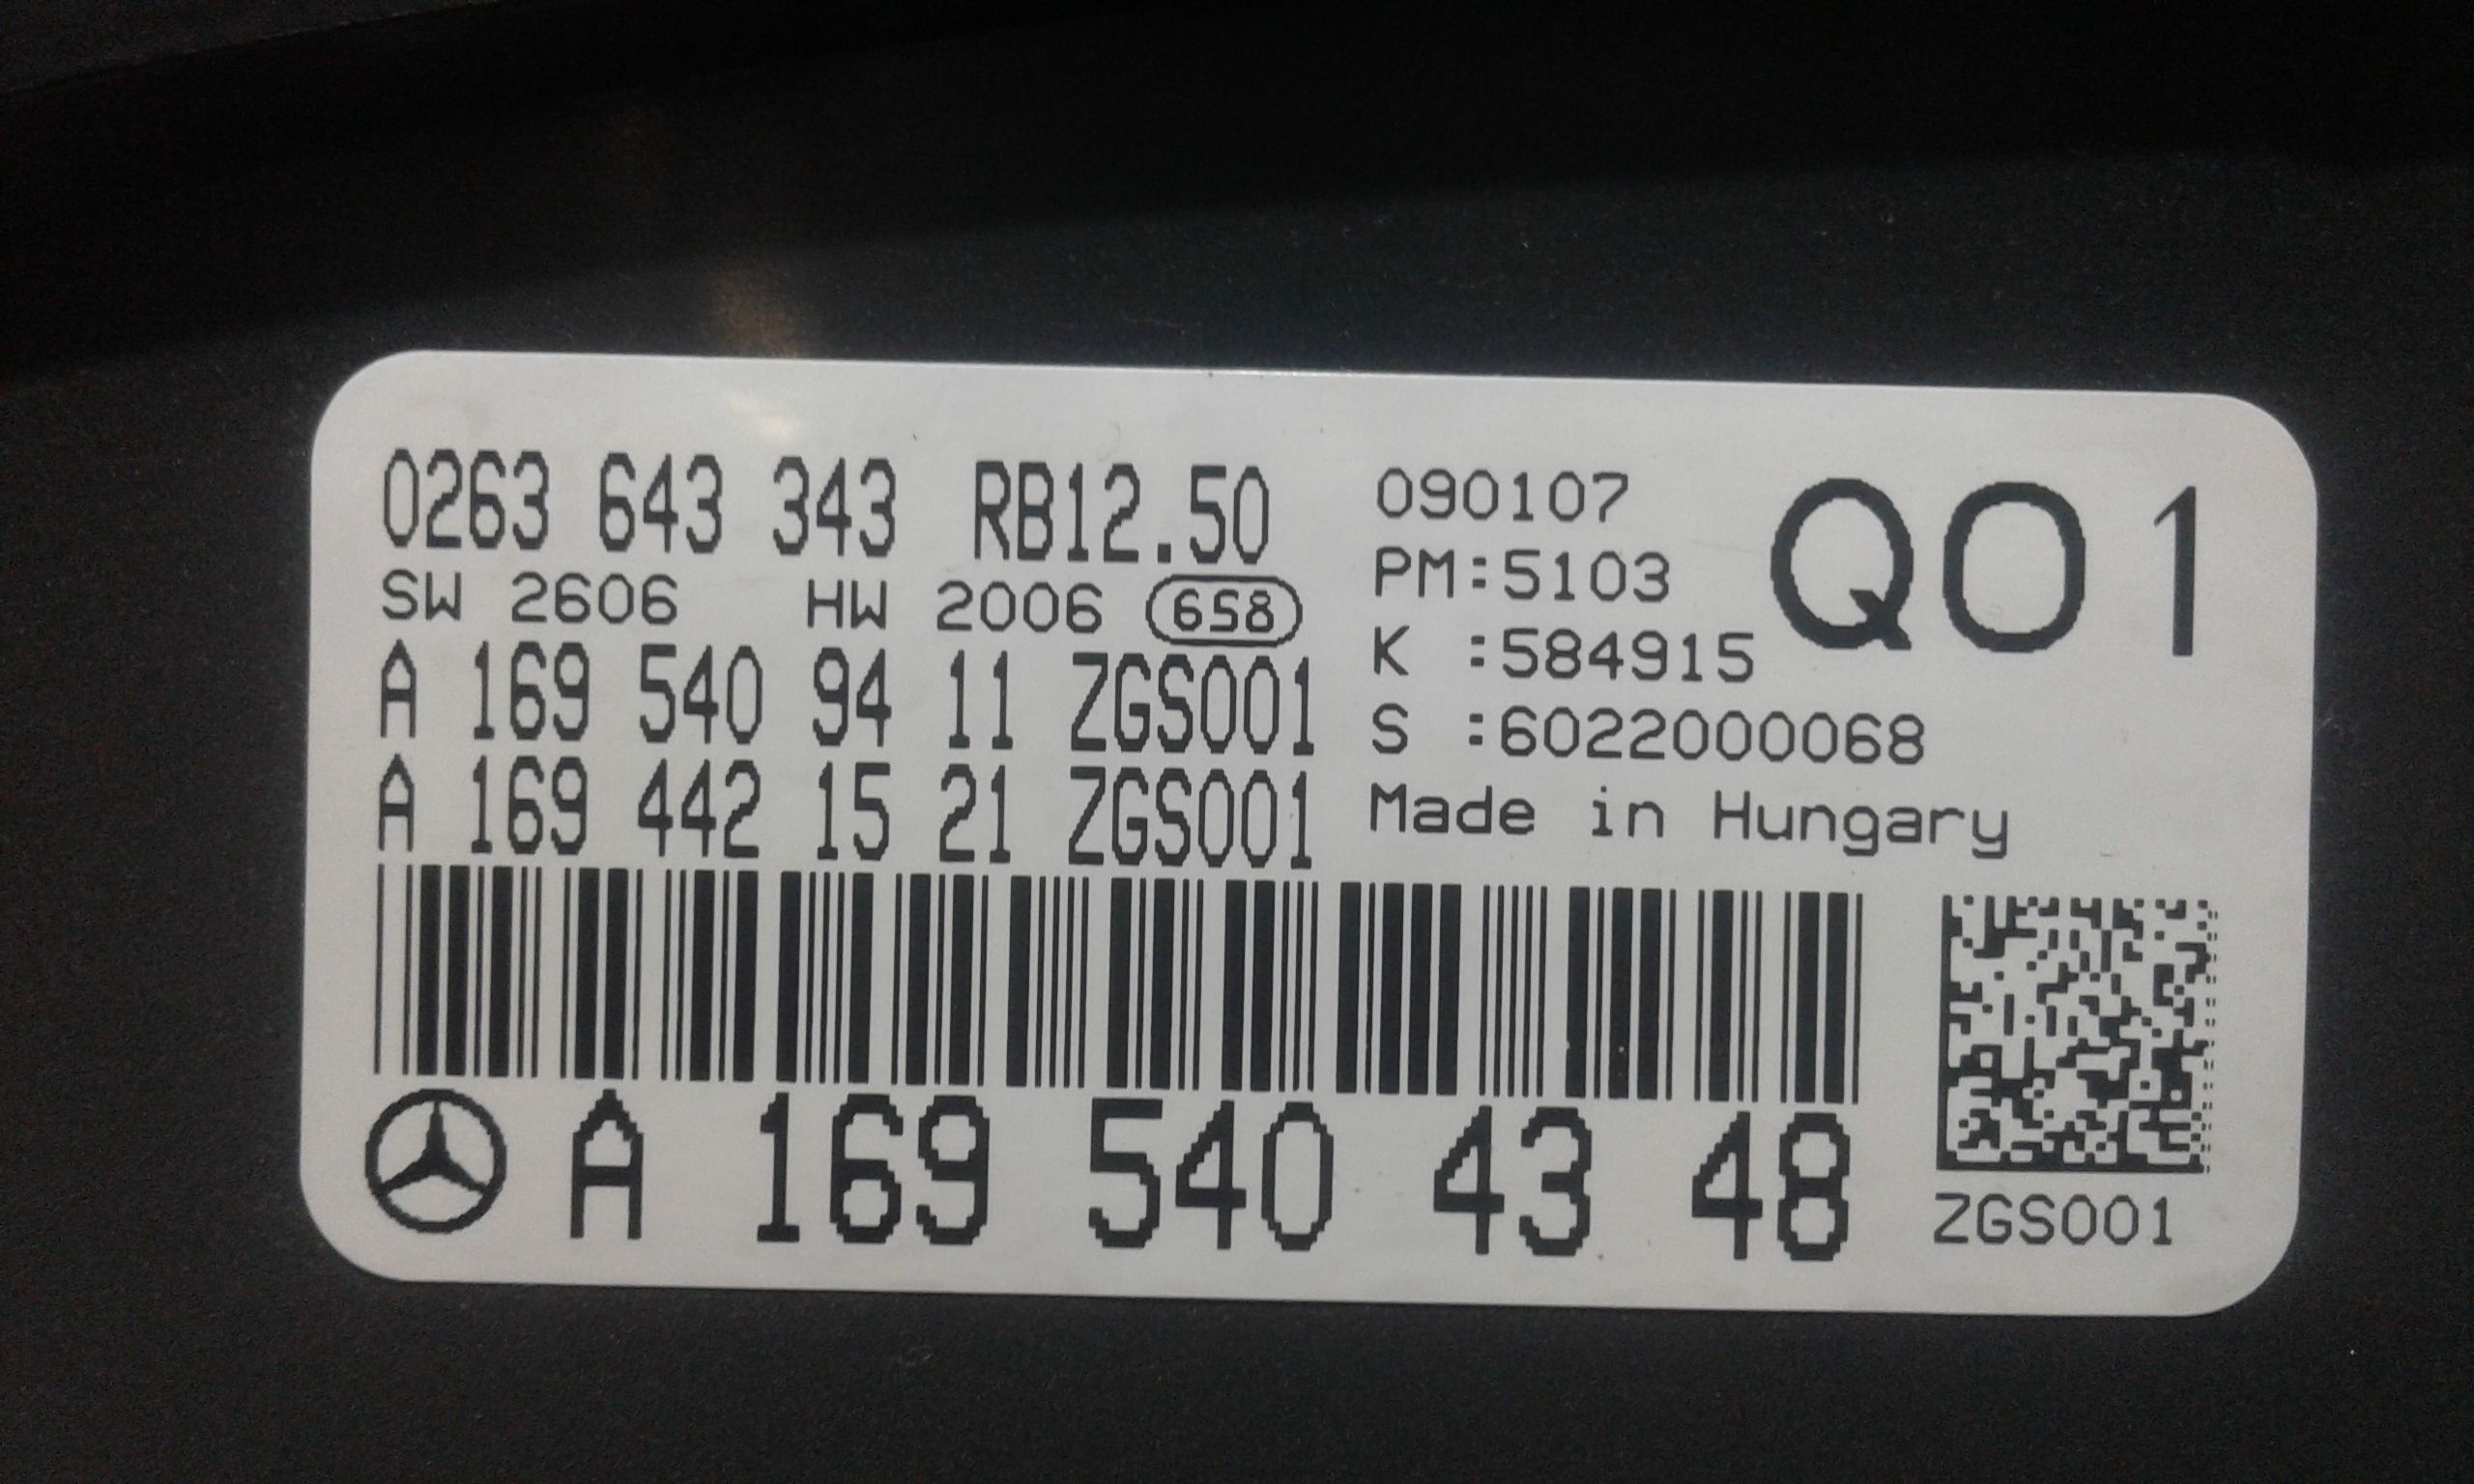 0263 643 343 RB12.50
SW 2606 HW 2006 658
A 169 540 94 11 ZGS001
A 169 442 15 21 ZGS001
090107
PM:5103
K :584915
S :6022000068
Made in Hungary
Q01
A 169 540 43 48
ZGS001